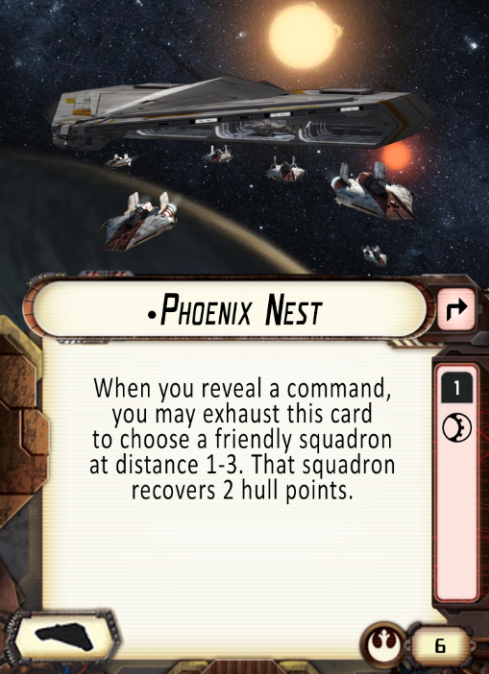 •PHOENIX NEST
1
When you reveal a command,
you may exhaust this card
to choose a friendly squadron
at distance 1-3. That squadron
recovers 2 hull points.
6